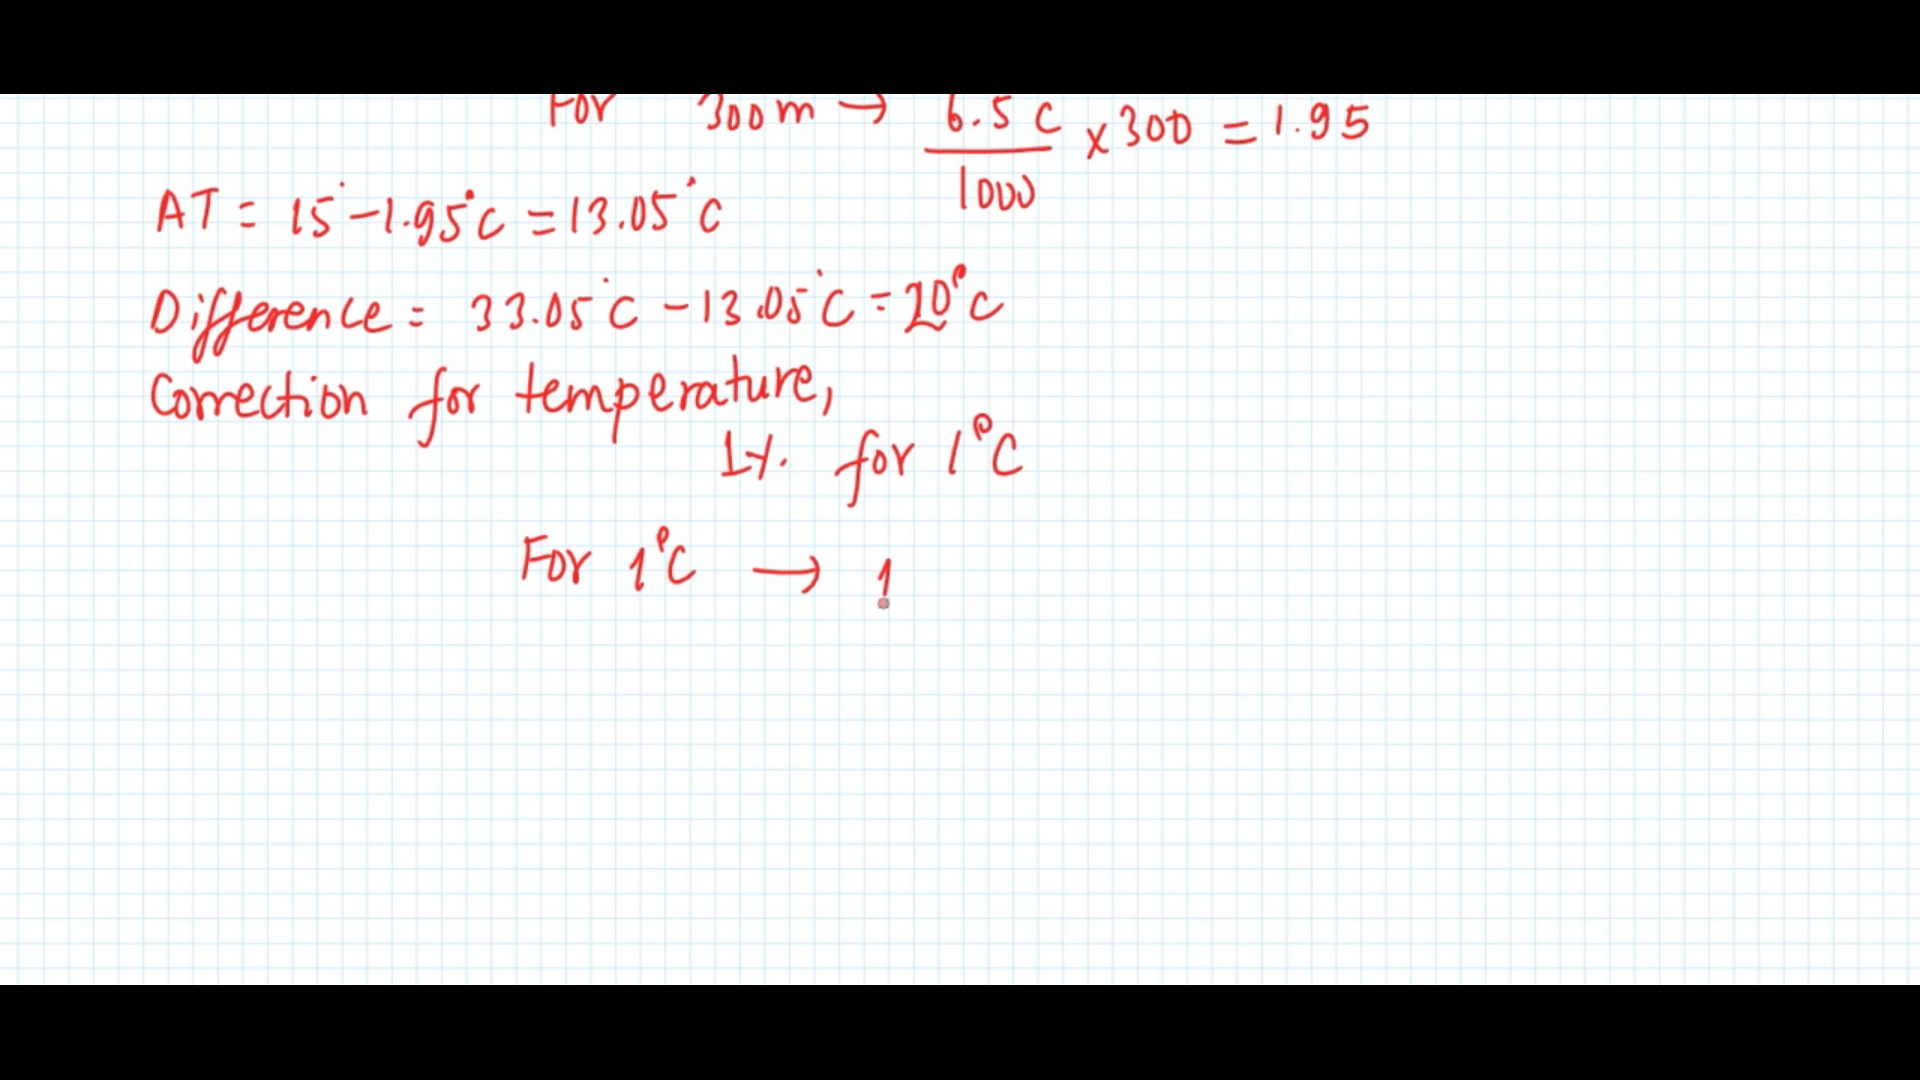 For 300m → 6.5 C / 1000 × 300 = 1.95
AT = 15° - 1.95°C = 13.05°C
Difference = 33.05°C - 13.05°C = 20°C
Correction for temperature,
1%. for 1°C
For 1°C → 1